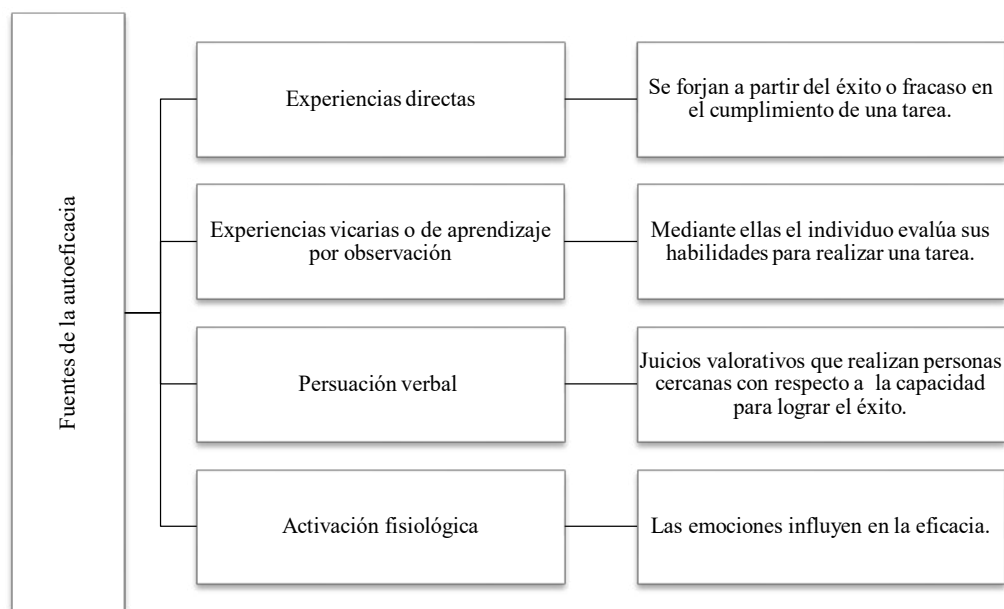 Fuentes de la autoeficacia
Experiencias directas
Se forjan a partir del éxito o fracaso en
el cumplimiento de una tarea.
Experiencias vicarias o de aprendizaje
por observación
Mediante ellas el individuo evalúa sus
habilidades para realizar una tarea.
Persuación verbal
Juicios valorativos que realizan personas
cercanas con respecto a la capacidad
para lograr el éxito.
Activación fisiológica
Las emociones influyen en la eficacia.